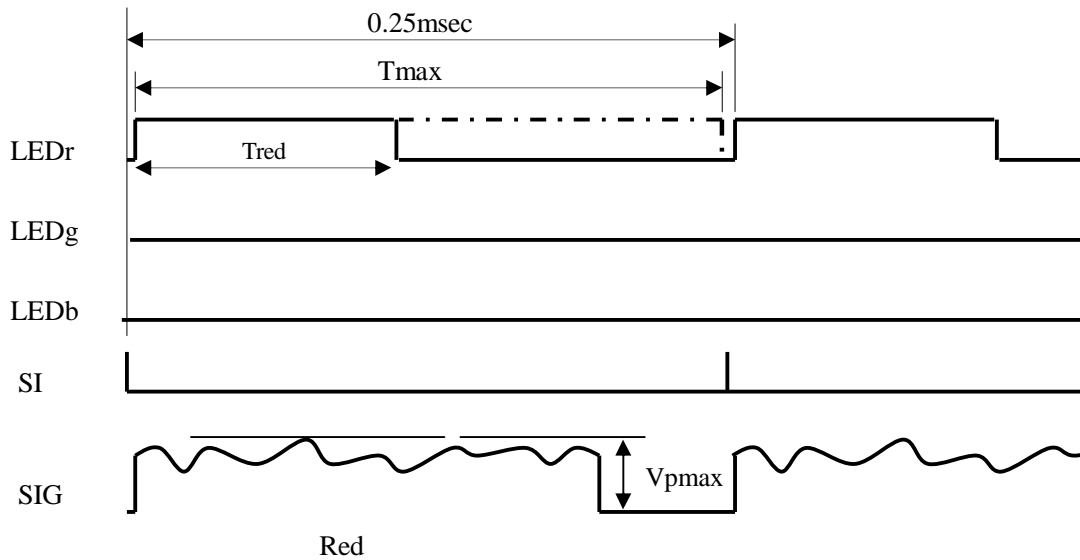 0.25msec
Tmax
LEDr
Tred
LEDg
LEDb
SI
SIG
Vpmax
Red